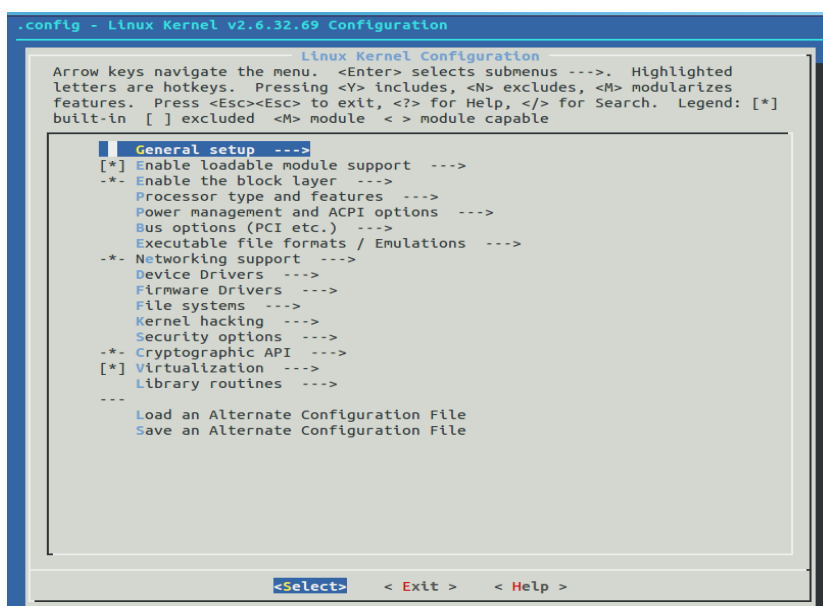 .config - Linux Kernel v2.6.32.69 Configuration
Linux Kernel Configuration
Arrow keys navigate the menu.  <Enter> selects submenus --->.  Highlighted
letters are hotkeys.  Pressing <Y> includes, <N> excludes, <M> modularizes
features.  Press <Esc><Esc> to exit, <?> for Help, </> for Search.  Legend: [*]
built-in  [ ] excluded  <M> module  < > module capable
General setup  --->
[*] Enable loadable module support  --->
-*- Enable the block layer  --->
Processor type and features  --->
Power management and ACPI options  --->
Bus options (PCI etc.)  --->
Executable file formats / Emulations  --->
-*- Networking support  --->
Device Drivers  --->
Firmware Drivers  --->
File systems  --->
Kernel hacking  --->
Security options  --->
-*- Cryptographic API  --->
[*] Virtualization  --->
Library routines  --->
---
Load an Alternate Configuration File
Save an Alternate Configuration File
<Select>    < Exit >    < Help >